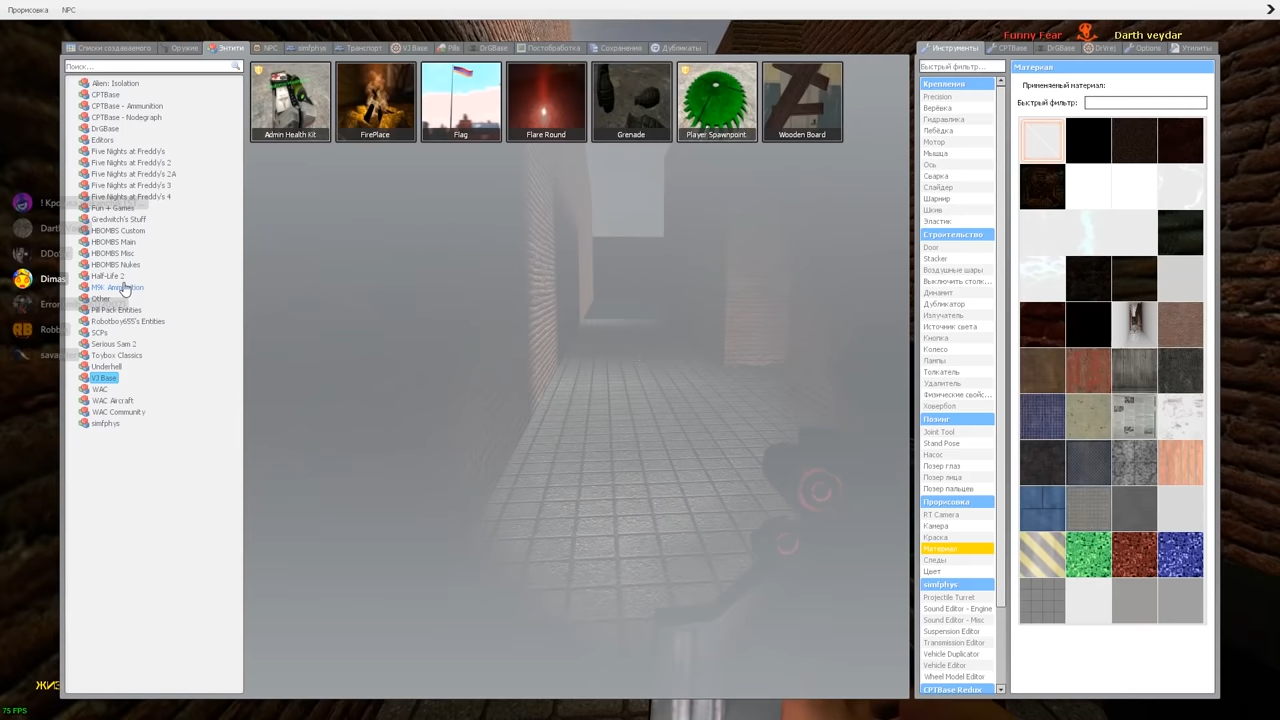 Прорисовка NPC
Funny Fear Darth veydar
Списки создаваемого Оружие Энтити NPC simfphys Транспорт VJ Base Pills DrGBase Постобработка Сохранения Дубликаты
Поиск...
Alien: Isolation
CPTBase
CPTBase - Ammunition
CPTBase - Nodegraph
DrGBase
Editors
Five Nights at Freddy's
Five Nights at Freddy's 2
Five Nights at Freddy's 2A
Five Nights at Freddy's 3
Five Nights at Freddy's 4
Fun + Games
Gredwitch's Stuff
HBOMBS Custom
HBOMBS Main
HBOMBS Misc
HBOMBS Nukes
Half-Life 2
M9K Ammunition
Other
Pill Pack Entities
Robotboy655's Entities
SCPs
Serious Sam 2
Toybox Classics
Underhell
VJ Base
WAC
WAC Aircraft
WAC Community
simfphys
Dimas
75 FPS
Admin Health Kit FirePlace Flag Flare Round Grenade Player Spawnpoint Wooden Board
Инструменты CPTBase DrGBase DrVrej Options Утилиты
Быстрый фильтр...
Крепления
Precision
Верёвка
Гидравлика
Лебёдка
Мотор
Мышца
Ось
Сварка
Слайдер
Шарнир
Шкив
Эластик
Строительство
Door
Stacker
Воздушные шары
Выключить столк...
Динамит
Дубликатор
Излучатель
Источник света
Кнопка
Колесо
Лампы
Толкатель
Удалитель
Физические свойс...
Ховербол
Позинг
Joint Tool
Stand Pose
Насос
Позер глаз
Позер лица
Позер пальцев
Прорисовка
RT Camera
Камера
Краска
Материал
Следы
Цвет
simfphys
Projectile Turret
Sound Editor - Engine
Sound Editor - Misc
Suspension Editor
Transmission Editor
Vehicle Duplicator
Vehicle Editor
Wheel Model Editor
CPTBase Redux
Материал
Применяемый материал:
Быстрый фильтр: